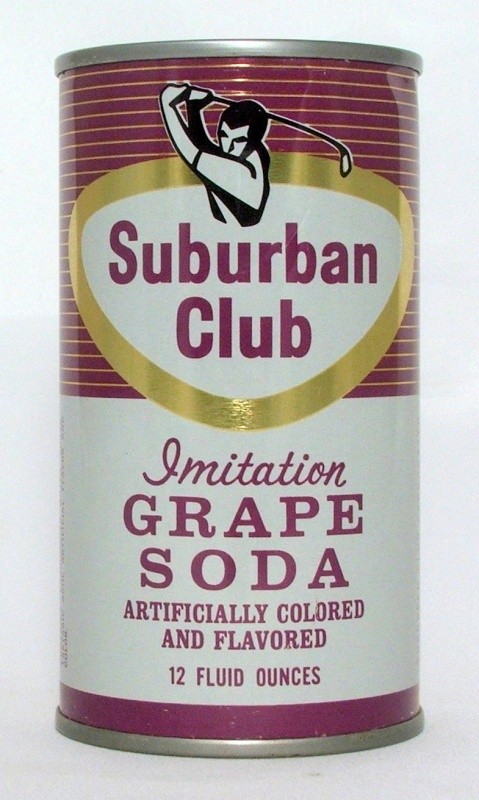 Suburban
Club
Imitation
GRAPE
SODA
ARTIFICIALLY COLORED
AND FLAVORED
12 FLUID OUNCES